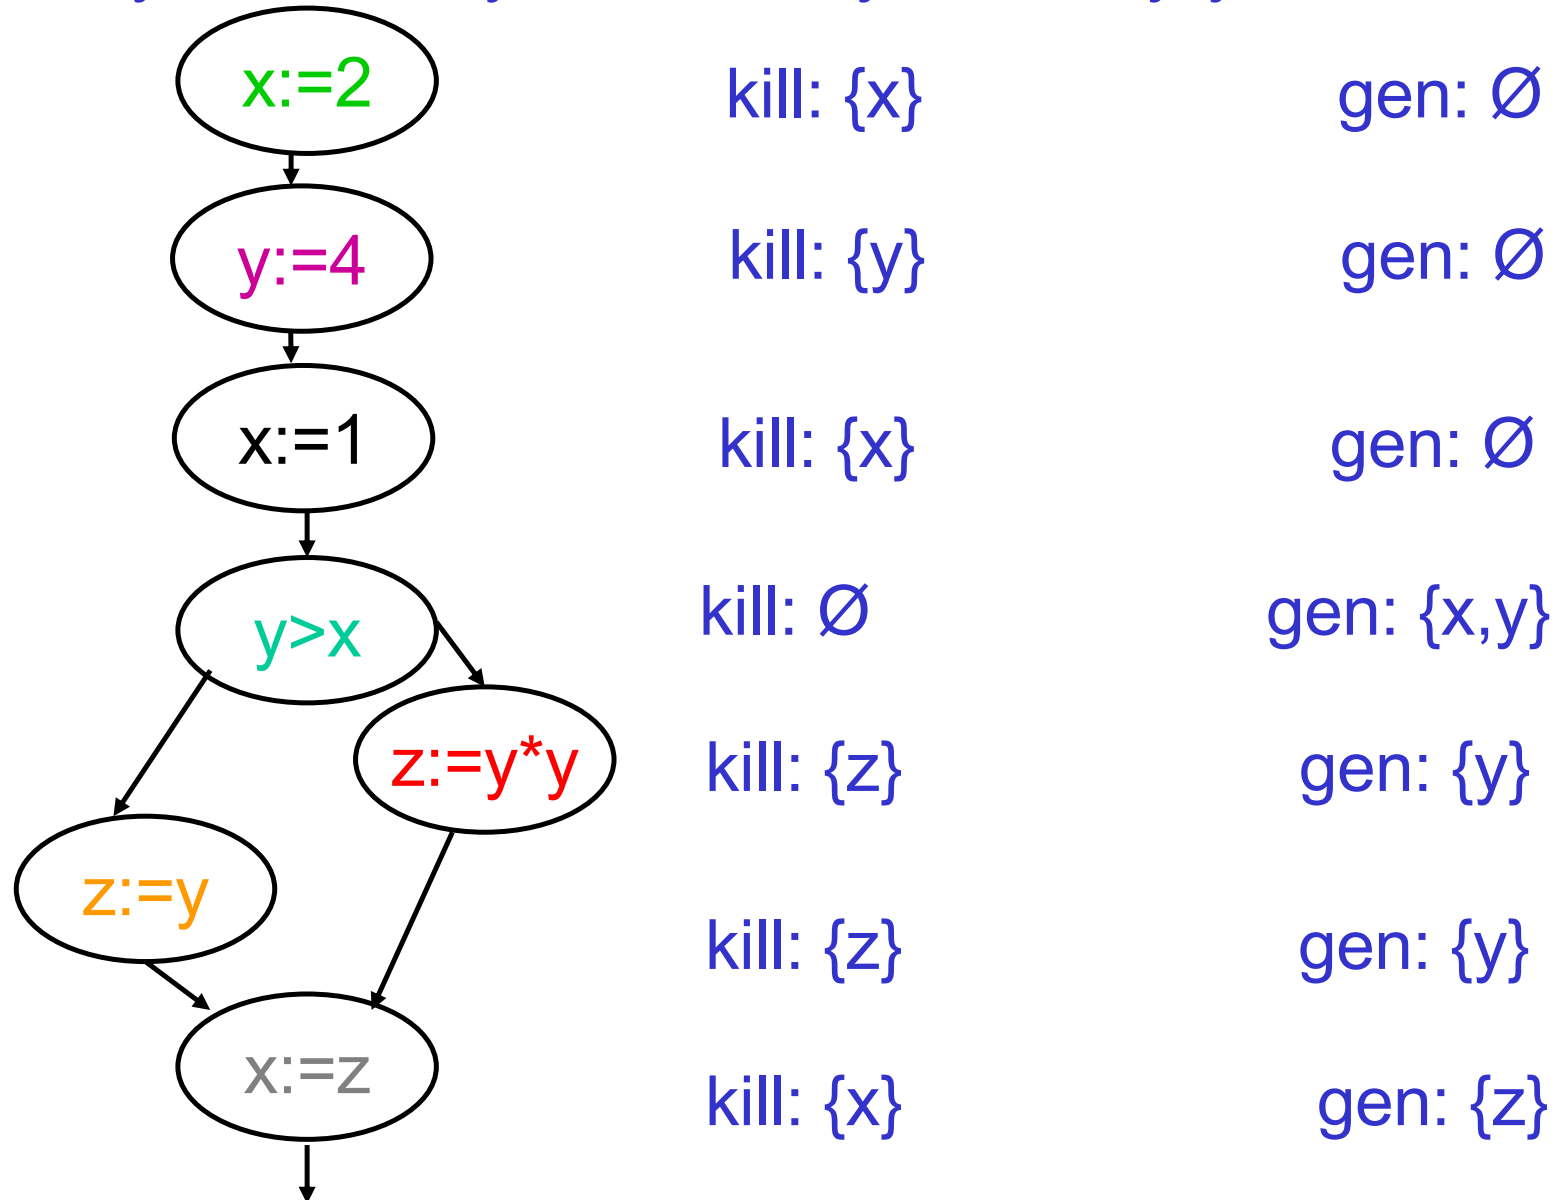 x:=2 kill: {x} gen: Ø
y:=4 kill: {y} gen: Ø
x:=1 kill: {x} gen: Ø
y>x kill: Ø gen: {x,y}
z:=y*y kill: {z} gen: {y}
z:=y kill: {z} gen: {y}
x:=z kill: {x} gen: {z}